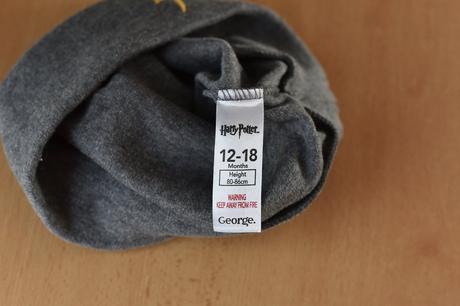 Harry Potter.
12-18
Months
Height
80-86cm
WARNING
KEEP AWAY FROM FIRE
George.